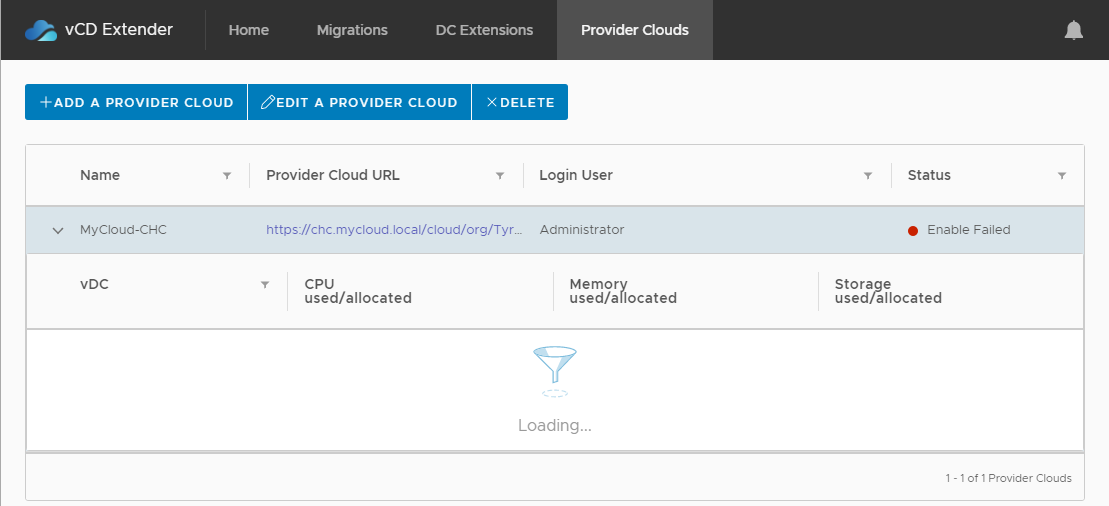 vCD Extender Home Migrations DC Extensions Provider Clouds
ADD A PROVIDER CLOUD EDIT A PROVIDER CLOUD DELETE
Name Provider Cloud URL Login User Status
MyCloud-CHC https://chc.mycloud.local/cloud/org/Tyr... Administrator Enable Failed
vDC CPU Memory Storage
used/allocated used/allocated used/allocated
Loading...
1 - 1 of 1 Provider Clouds